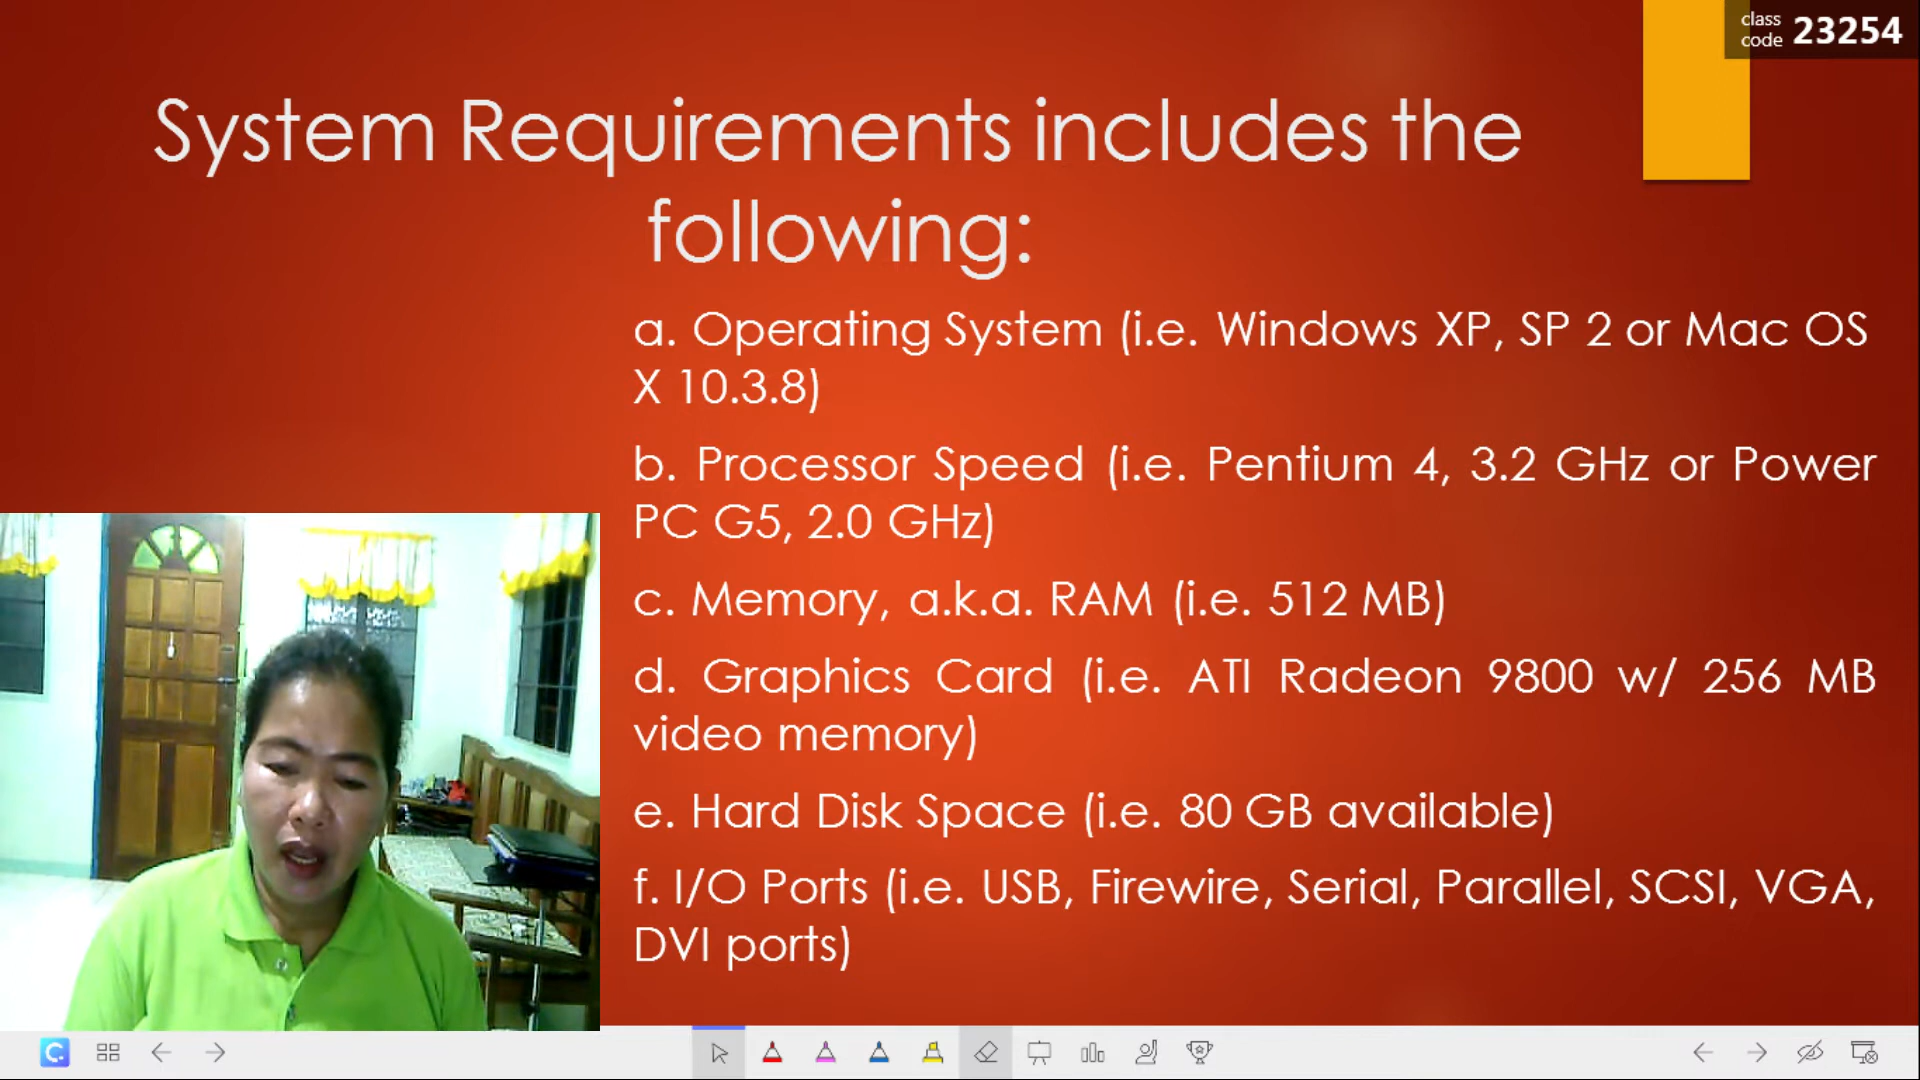 class
code 23254
System Requirements includes the
following:
a. Operating System (i.e. Windows XP, SP 2 or Mac OS
X 10.3.8)
b. Processor Speed (i.e. Pentium 4, 3.2 GHz or Power
PC G5, 2.0 GHz)
c. Memory, a.k.a. RAM (i.e. 512 MB)
d. Graphics Card (i.e. ATI Radeon 9800 w/ 256 MB
video memory)
e. Hard Disk Space (i.e. 80 GB available)
f. I/O Ports (i.e. USB, Firewire, Serial, Parallel, SCSI, VGA,
DVI ports)